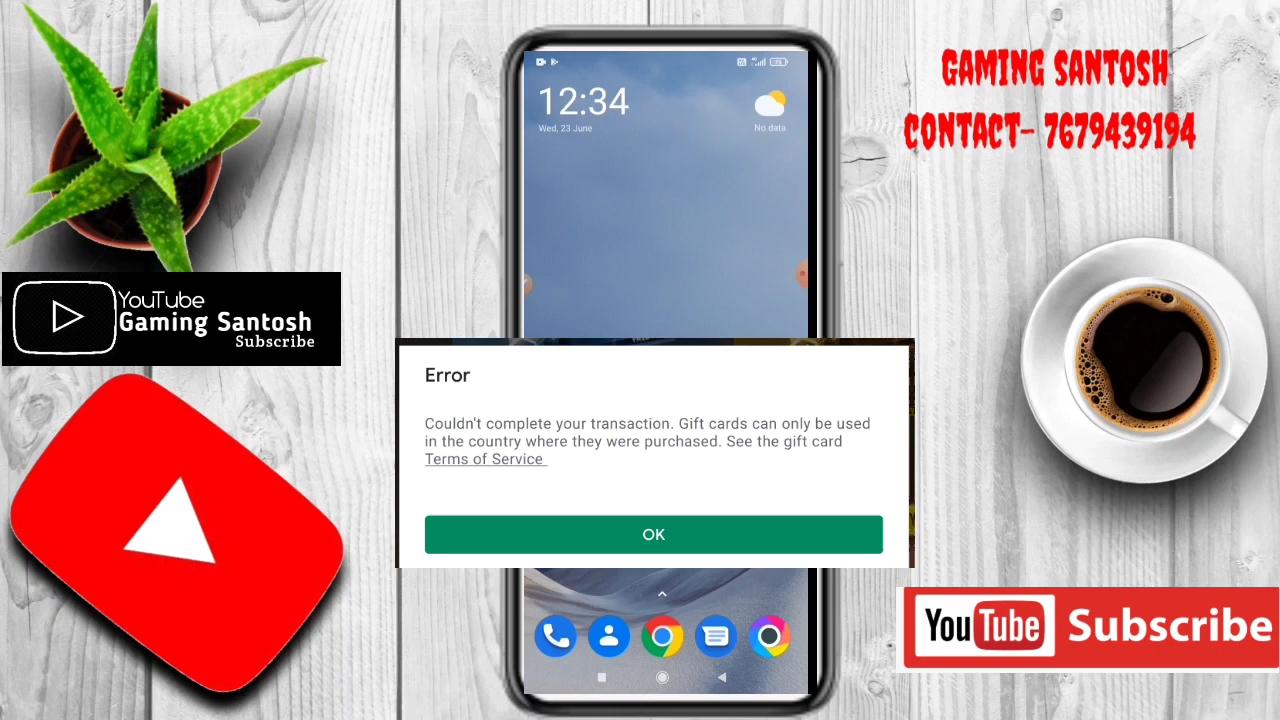 GAMING SANTOSH
CONTACT- 7679439194
12:34
Wed, 23 June
No data
YouTube
Gaming Santosh
Subscribe
Error
Couldn't complete your transaction. Gift cards can only be used
in the country where they were purchased. See the gift card
Terms of Service
OK
YouTube Subscribe